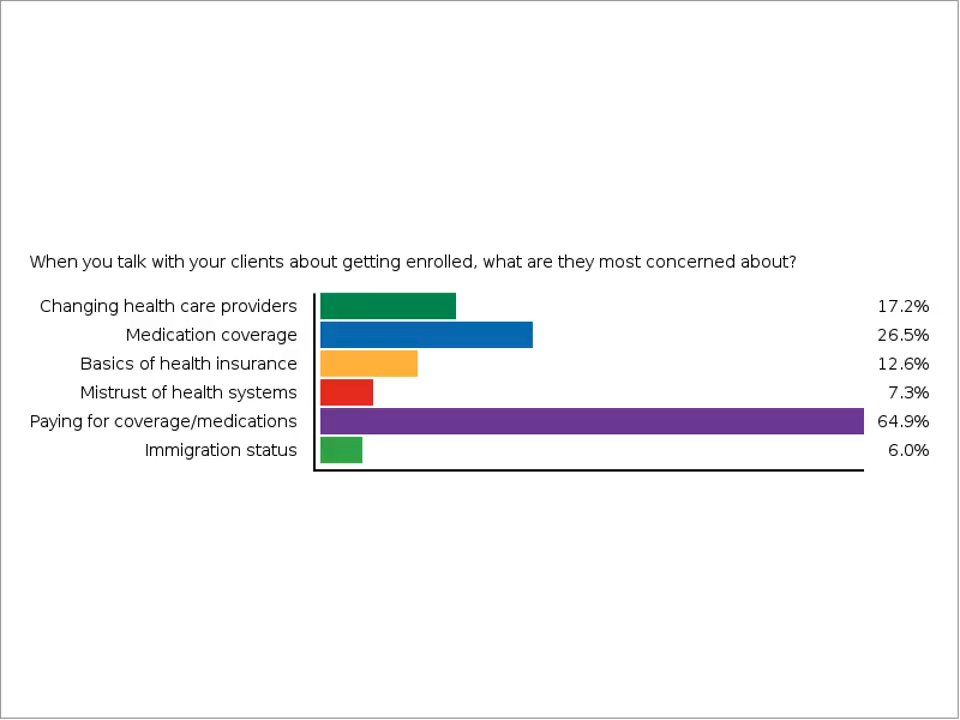 When you talk with your clients about getting enrolled, what are they most concerned about?
Changing health care providers 17.2%
Medication coverage 26.5%
Basics of health insurance 12.6%
Mistrust of health systems 7.3%
Paying for coverage/medications 64.9%
Immigration status 6.0%